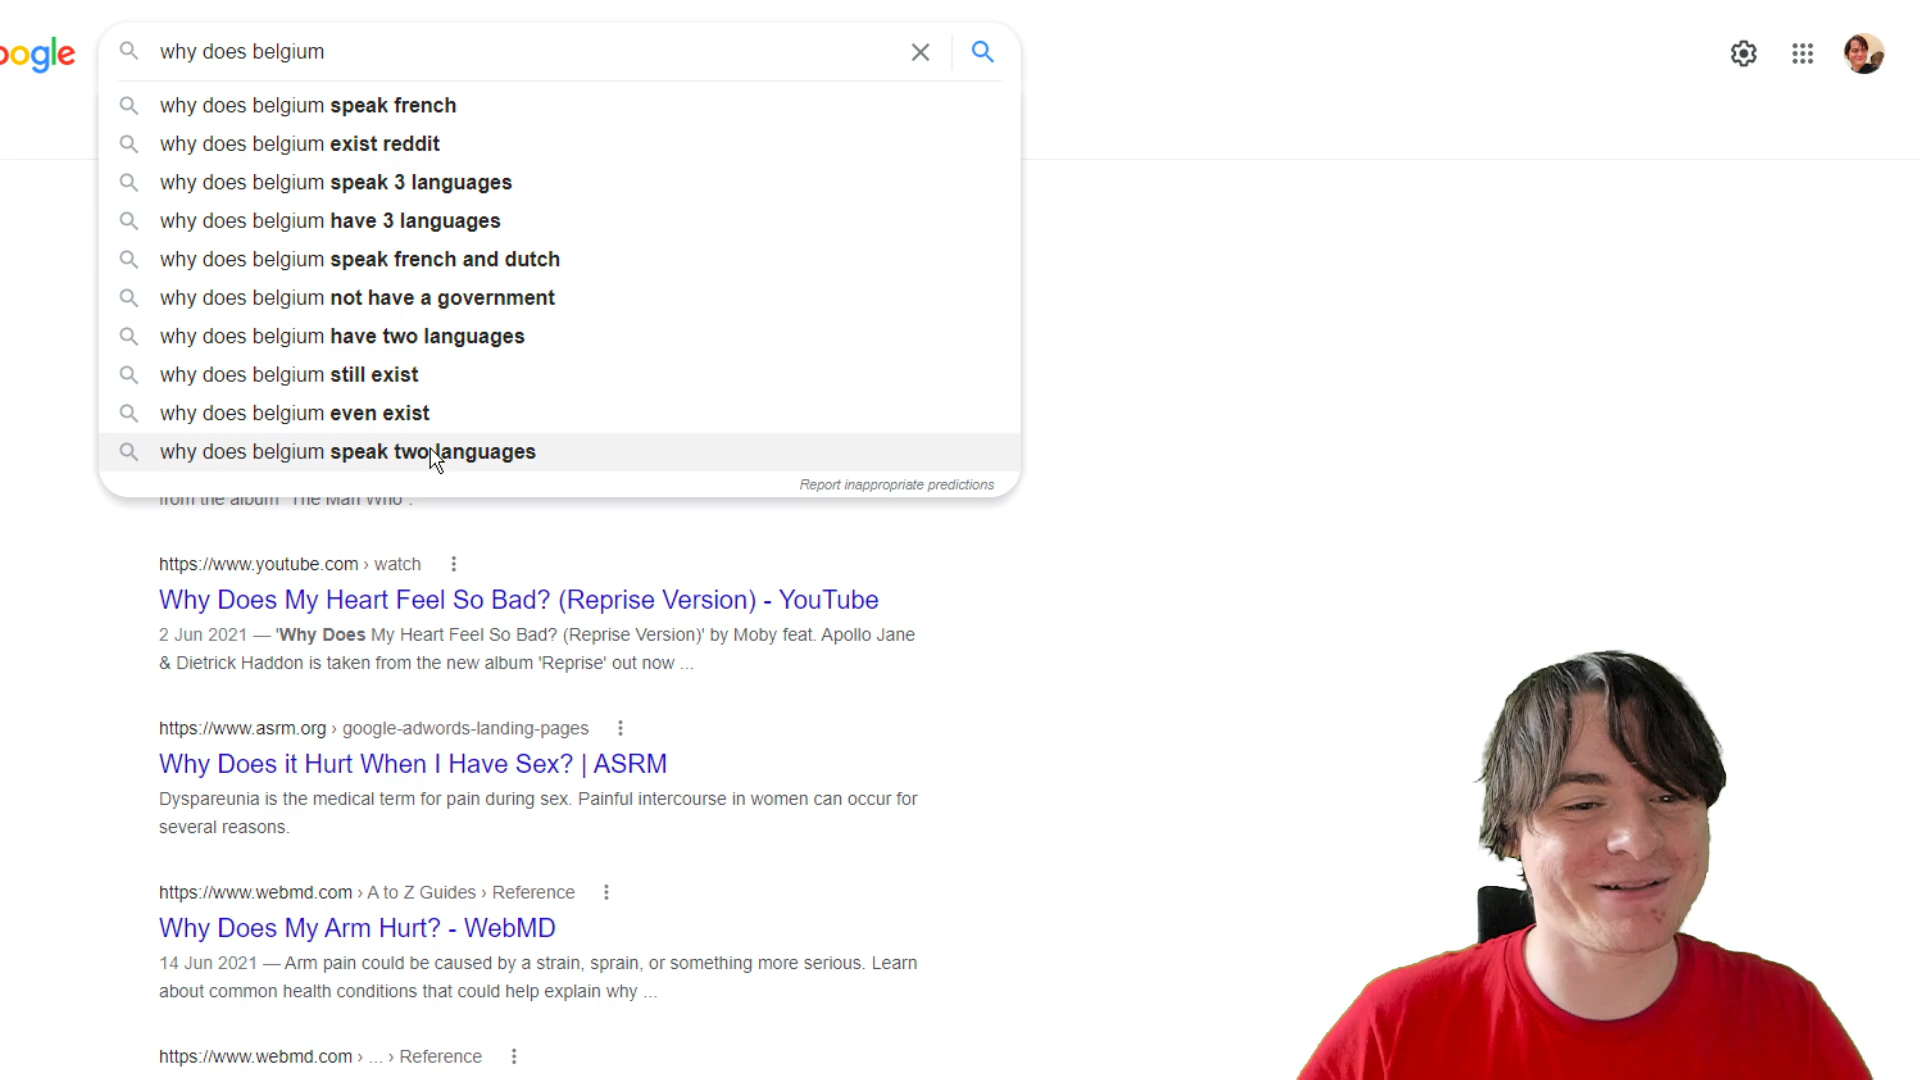 oogle
why does belgium
why does belgium speak french
why does belgium exist reddit
why does belgium speak 3 languages
why does belgium have 3 languages
why does belgium speak french and dutch
why does belgium not have a government
why does belgium have two languages
why does belgium still exist
why does belgium even exist
why does belgium speak two languages
Report inappropriate predictions
from the album "The Man Who".
https://www.youtube.com › watch
Why Does My Heart Feel So Bad? (Reprise Version) - YouTube
2 Jun 2021 — 'Why Does My Heart Feel So Bad? (Reprise Version)' by Moby feat. Apollo Jane
& Dietrick Haddon is taken from the new album 'Reprise' out now ...
https://www.asrm.org › google-adwords-landing-pages
Why Does it Hurt When I Have Sex? | ASRM
Dyspareunia is the medical term for pain during sex. Painful intercourse in women can occur for
several reasons.
https://www.webmd.com › A to Z Guides › Reference
Why Does My Arm Hurt? - WebMD
14 Jun 2021 — Arm pain could be caused by a strain, sprain, or something more serious. Learn
about common health conditions that could help explain why ...
https://www.webmd.com › ... › Reference